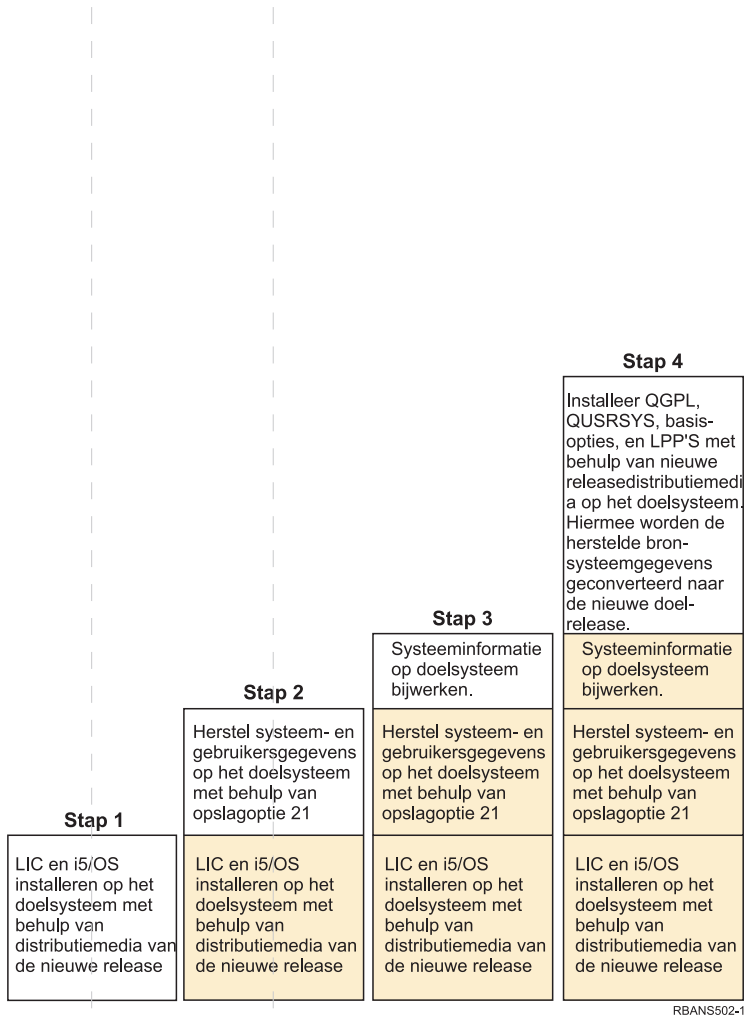 Stap 4
Installeer QGPL,
QUSRSYS, basis-
opties, en LPP'S met
behulp van nieuwe
releasedistributiemedi
a op het doelsysteem.
Hiermee worden de
herstelde bron-
systeemgegevens
geconverteerd naar
de nieuwe doel-
release.
Stap 3
Systeeminformatie
op doelsysteem
bijwerken.
Systeeminformatie
op doelsysteem
bijwerken.
Stap 2
Herstel systeem- en
gebruikersgegevens
op het doelsysteem
met behulp van
opslagoptie 21
Herstel systeem- en
gebruikersgegevens
op het doelsysteem
met behulp van
opslagoptie 21
Herstel systeem- en
gebruikersgegevens
op het doelsysteem
met behulp van
opslagoptie 21
Stap 1
LIC en i5/OS
installeren op het
doelsysteem met
behulp van
distributiemedia van
de nieuwe release
LIC en i5/OS
installeren op het
doelsysteem met
behulp van
distributiemedia van
de nieuwe release
LIC en i5/OS
installeren op het
doelsysteem met
behulp van
distributiemedia van
de nieuwe release
LIC en i5/OS
installeren op het
doelsysteem met
behulp van
distributiemedia van
de nieuwe release
RBANS502-1